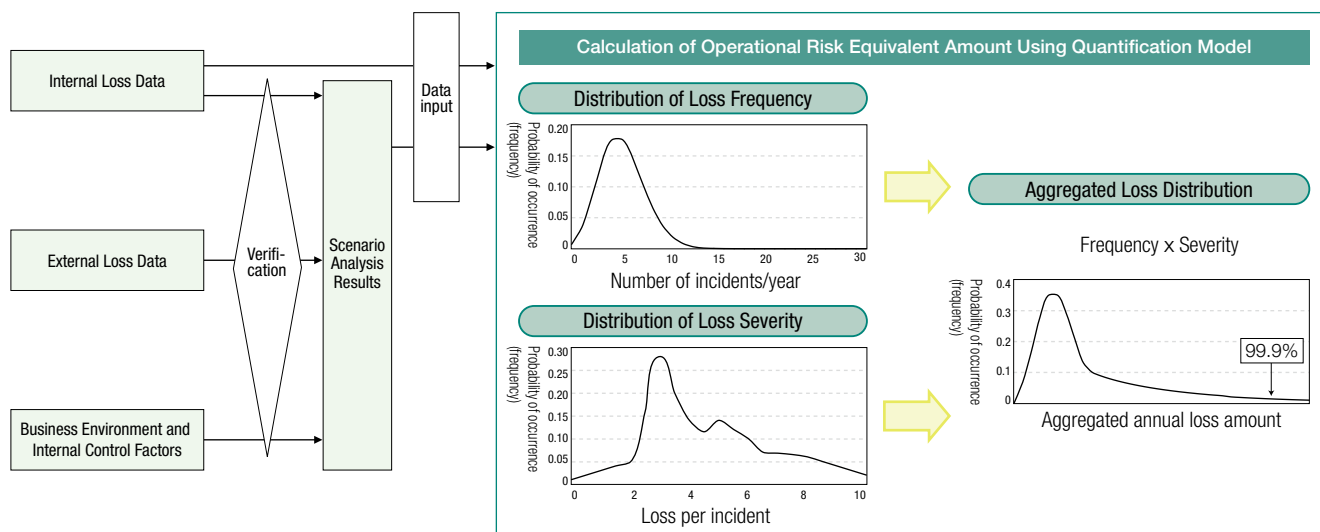 Internal Loss Data
External Loss Data
Business Environment and
Internal Control Factors
Verifi-
cation
Scenario
Analysis
Results
Data
input
Calculation of Operational Risk Equivalent Amount Using Quantification Model
Distribution of Loss Frequency
Probability of occurrence
(frequency)
0.20
0.15
0.10
0.05
0
0 5 10 15 20 25 30
Number of incidents/year
Distribution of Loss Severity
Probability of occurrence
(frequency)
0.30
0.25
0.20
0.15
0.10
0.05
0
0 2 4 6 8 10
Loss per incident
Aggregated Loss Distribution
Frequency x Severity
Probability of occurrence
(frequency)
0.4
0.3
0.2
0.1
0
99.9%
Aggregated annual loss amount